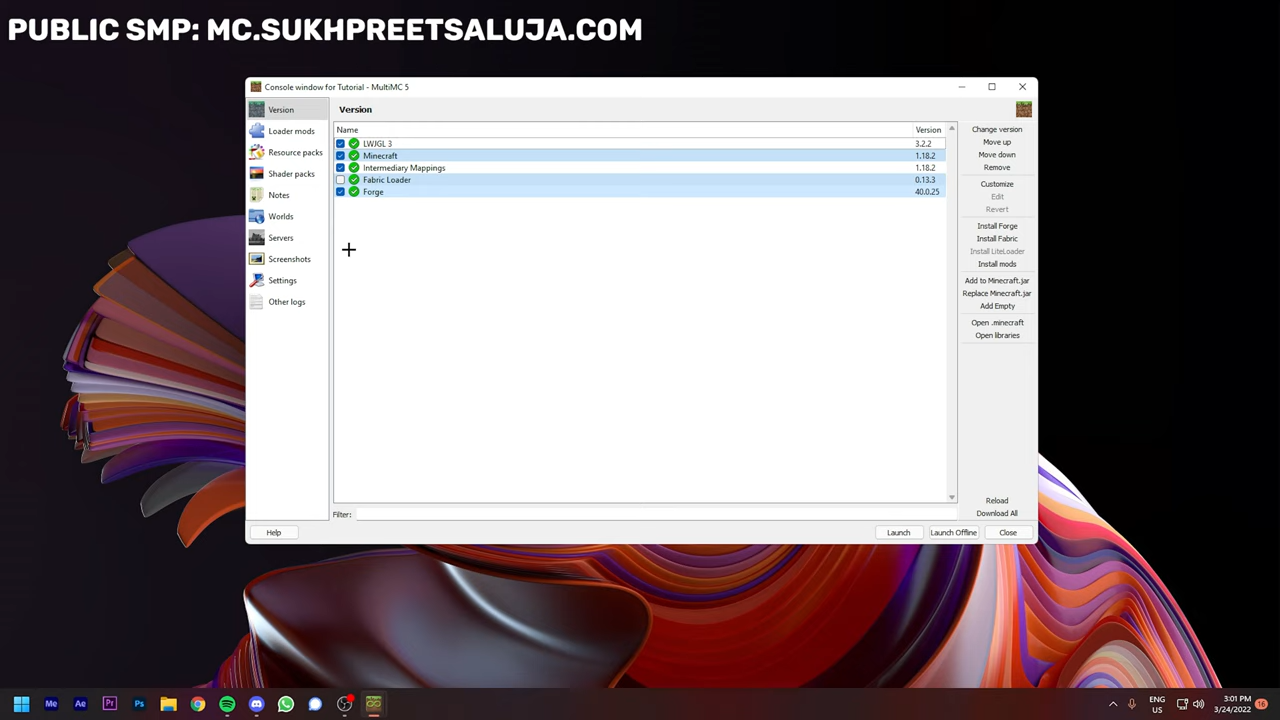 PUBLIC SMP: MC.SUKHPREETSALUJA.COM
Console window for Tutorial - MultiMC 5
Version
Loader mods
Resource packs
Shader packs
Notes
Worlds
Servers
Screenshots
Settings
Other logs
Version
Name Version
LWJGL 3 3.2.2
Minecraft 1.18.2
Intermediary Mappings 1.18.2
Fabric Loader 0.13.3
Forge 40.0.25
Change version
Move up
Move down
Remove
Customize
Edit
Revert
Install Forge
Install Fabric
Install LiteLoader
Install mods
Add to Minecraft.jar
Replace Minecraft.jar
Add Empty
Open .minecraft
Open libraries
Reload
Download All
Filter:
Help
Launch
Launch Offline
Close
Me
Ae
Pr
Ps
ENG
US
3:01 PM
3/24/2022
16